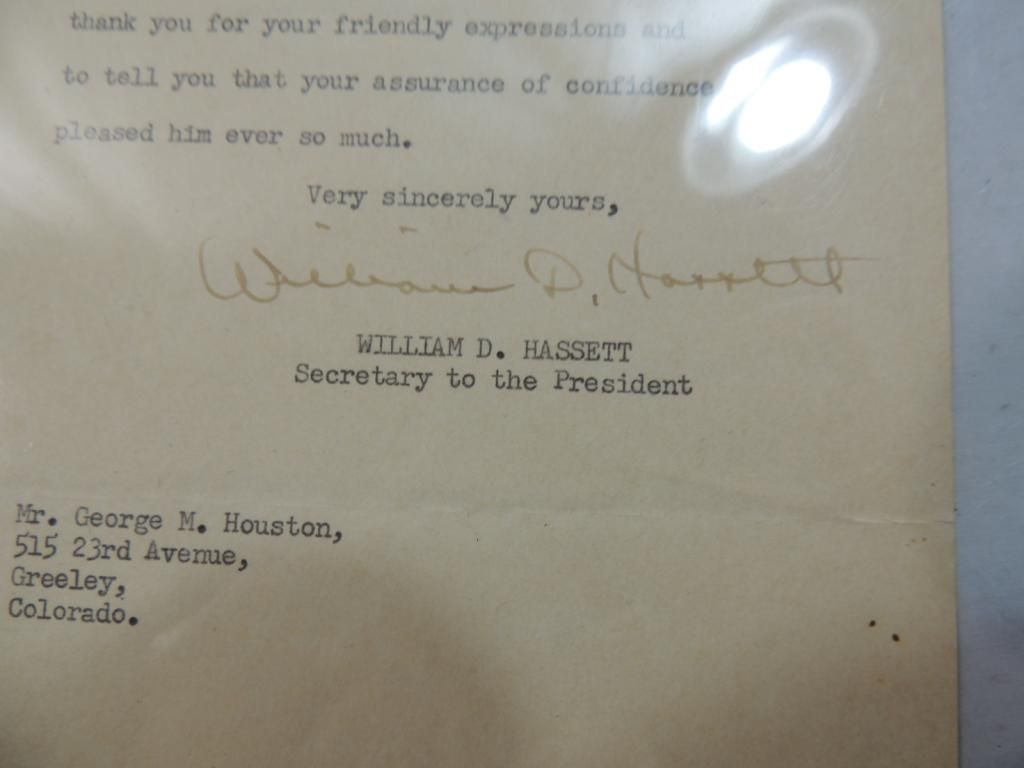 thank you for your friendly expressions and
to tell you that your assurance of confidence
pleased him ever so much.
Very sincerely yours,
William D. Hassett
WILLIAM D. HASSETT
Secretary to the President
Mr. George M. Houston,
515 23rd Avenue,
Greeley,
Colorado.